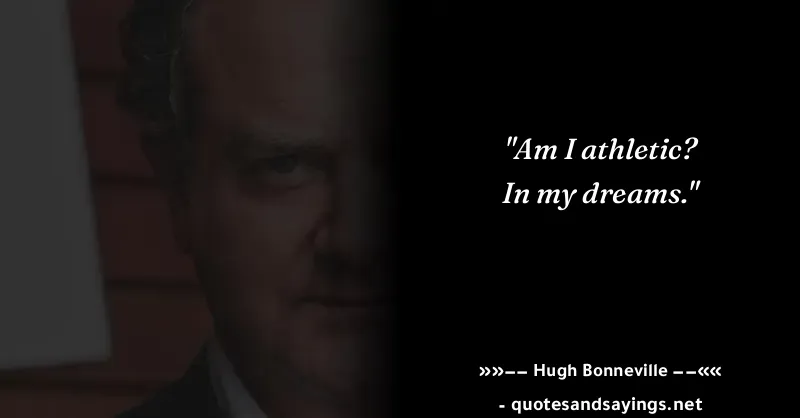 "Am I athletic?
In my dreams."
»»−− Hugh Bonneville −−««
- quotesandsayings.net